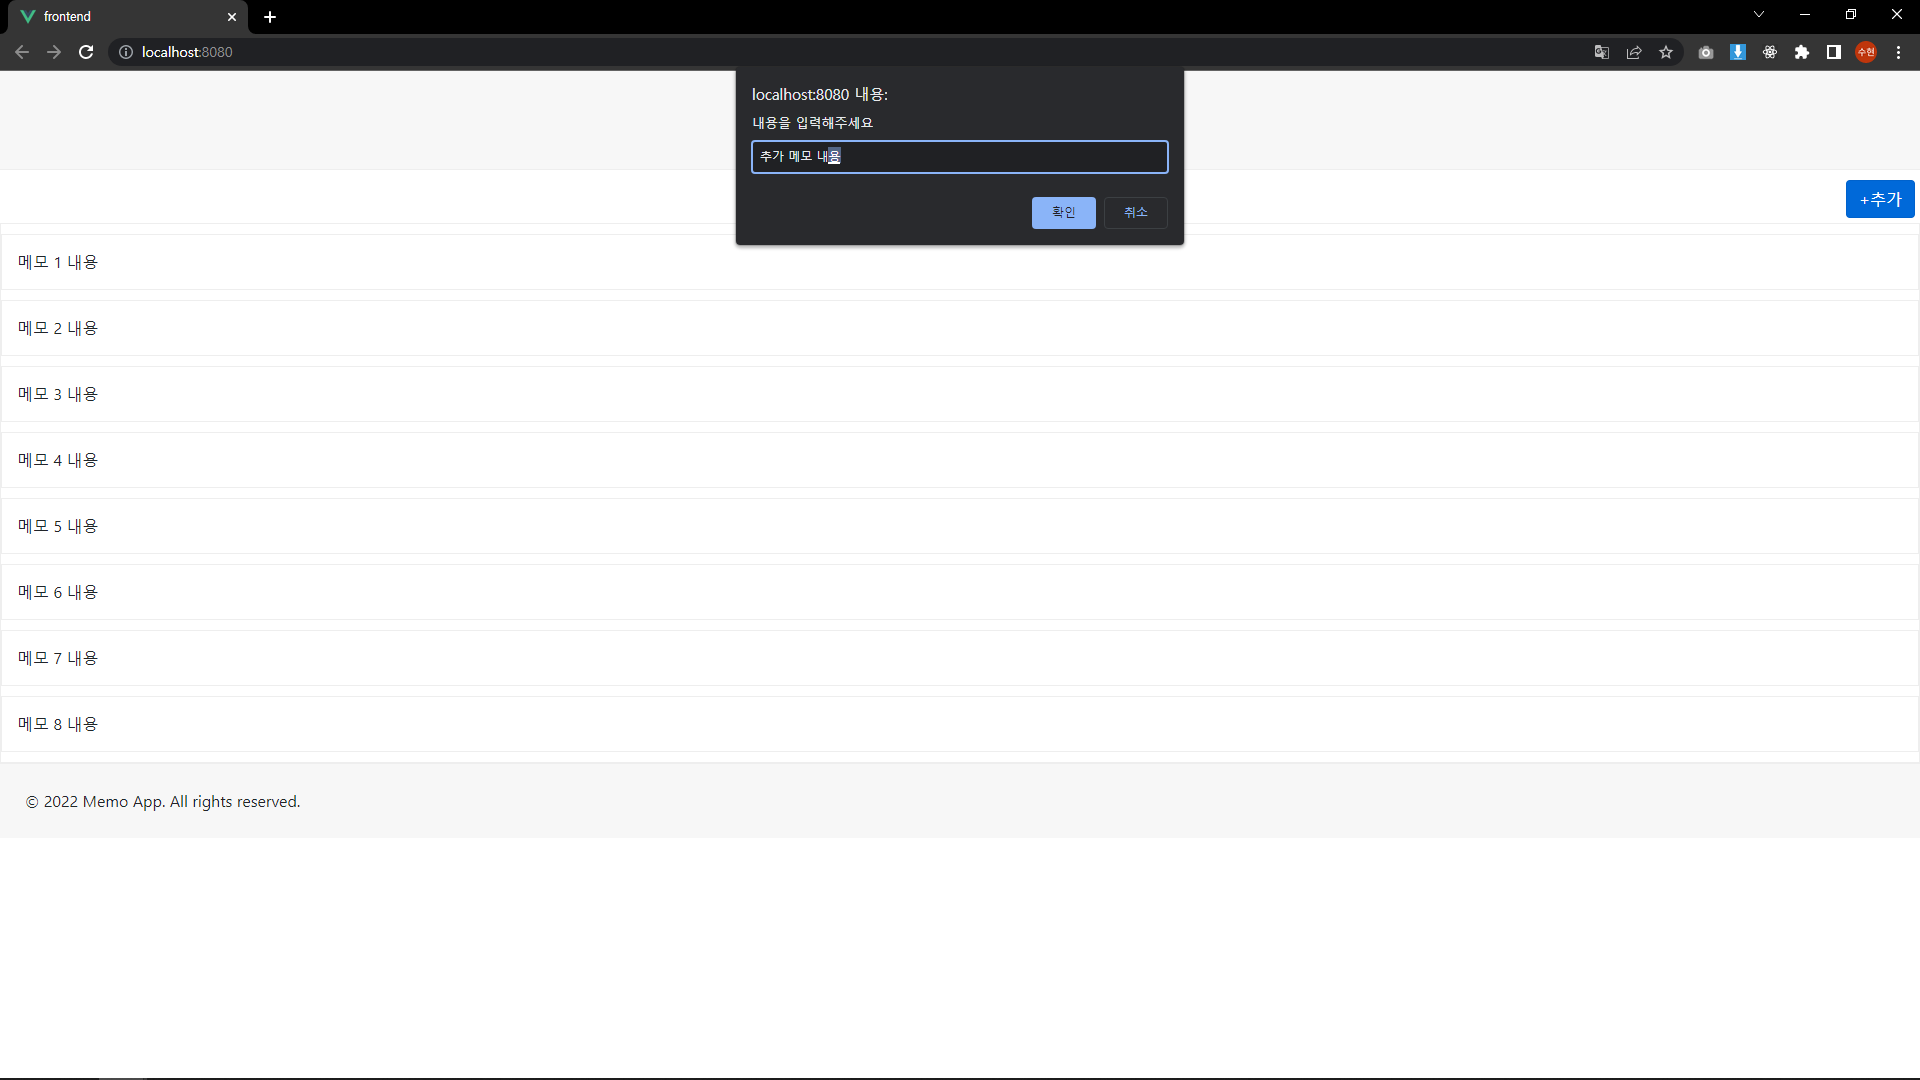 frontend
localhost:8080
수현
localhost:8080 내용:
내용을 입력해주세요
추가 메모 내용
확인 취소
+추가
메모 1 내용
메모 2 내용
메모 3 내용
메모 4 내용
메모 5 내용
메모 6 내용
메모 7 내용
메모 8 내용
© 2022 Memo App. All rights reserved.